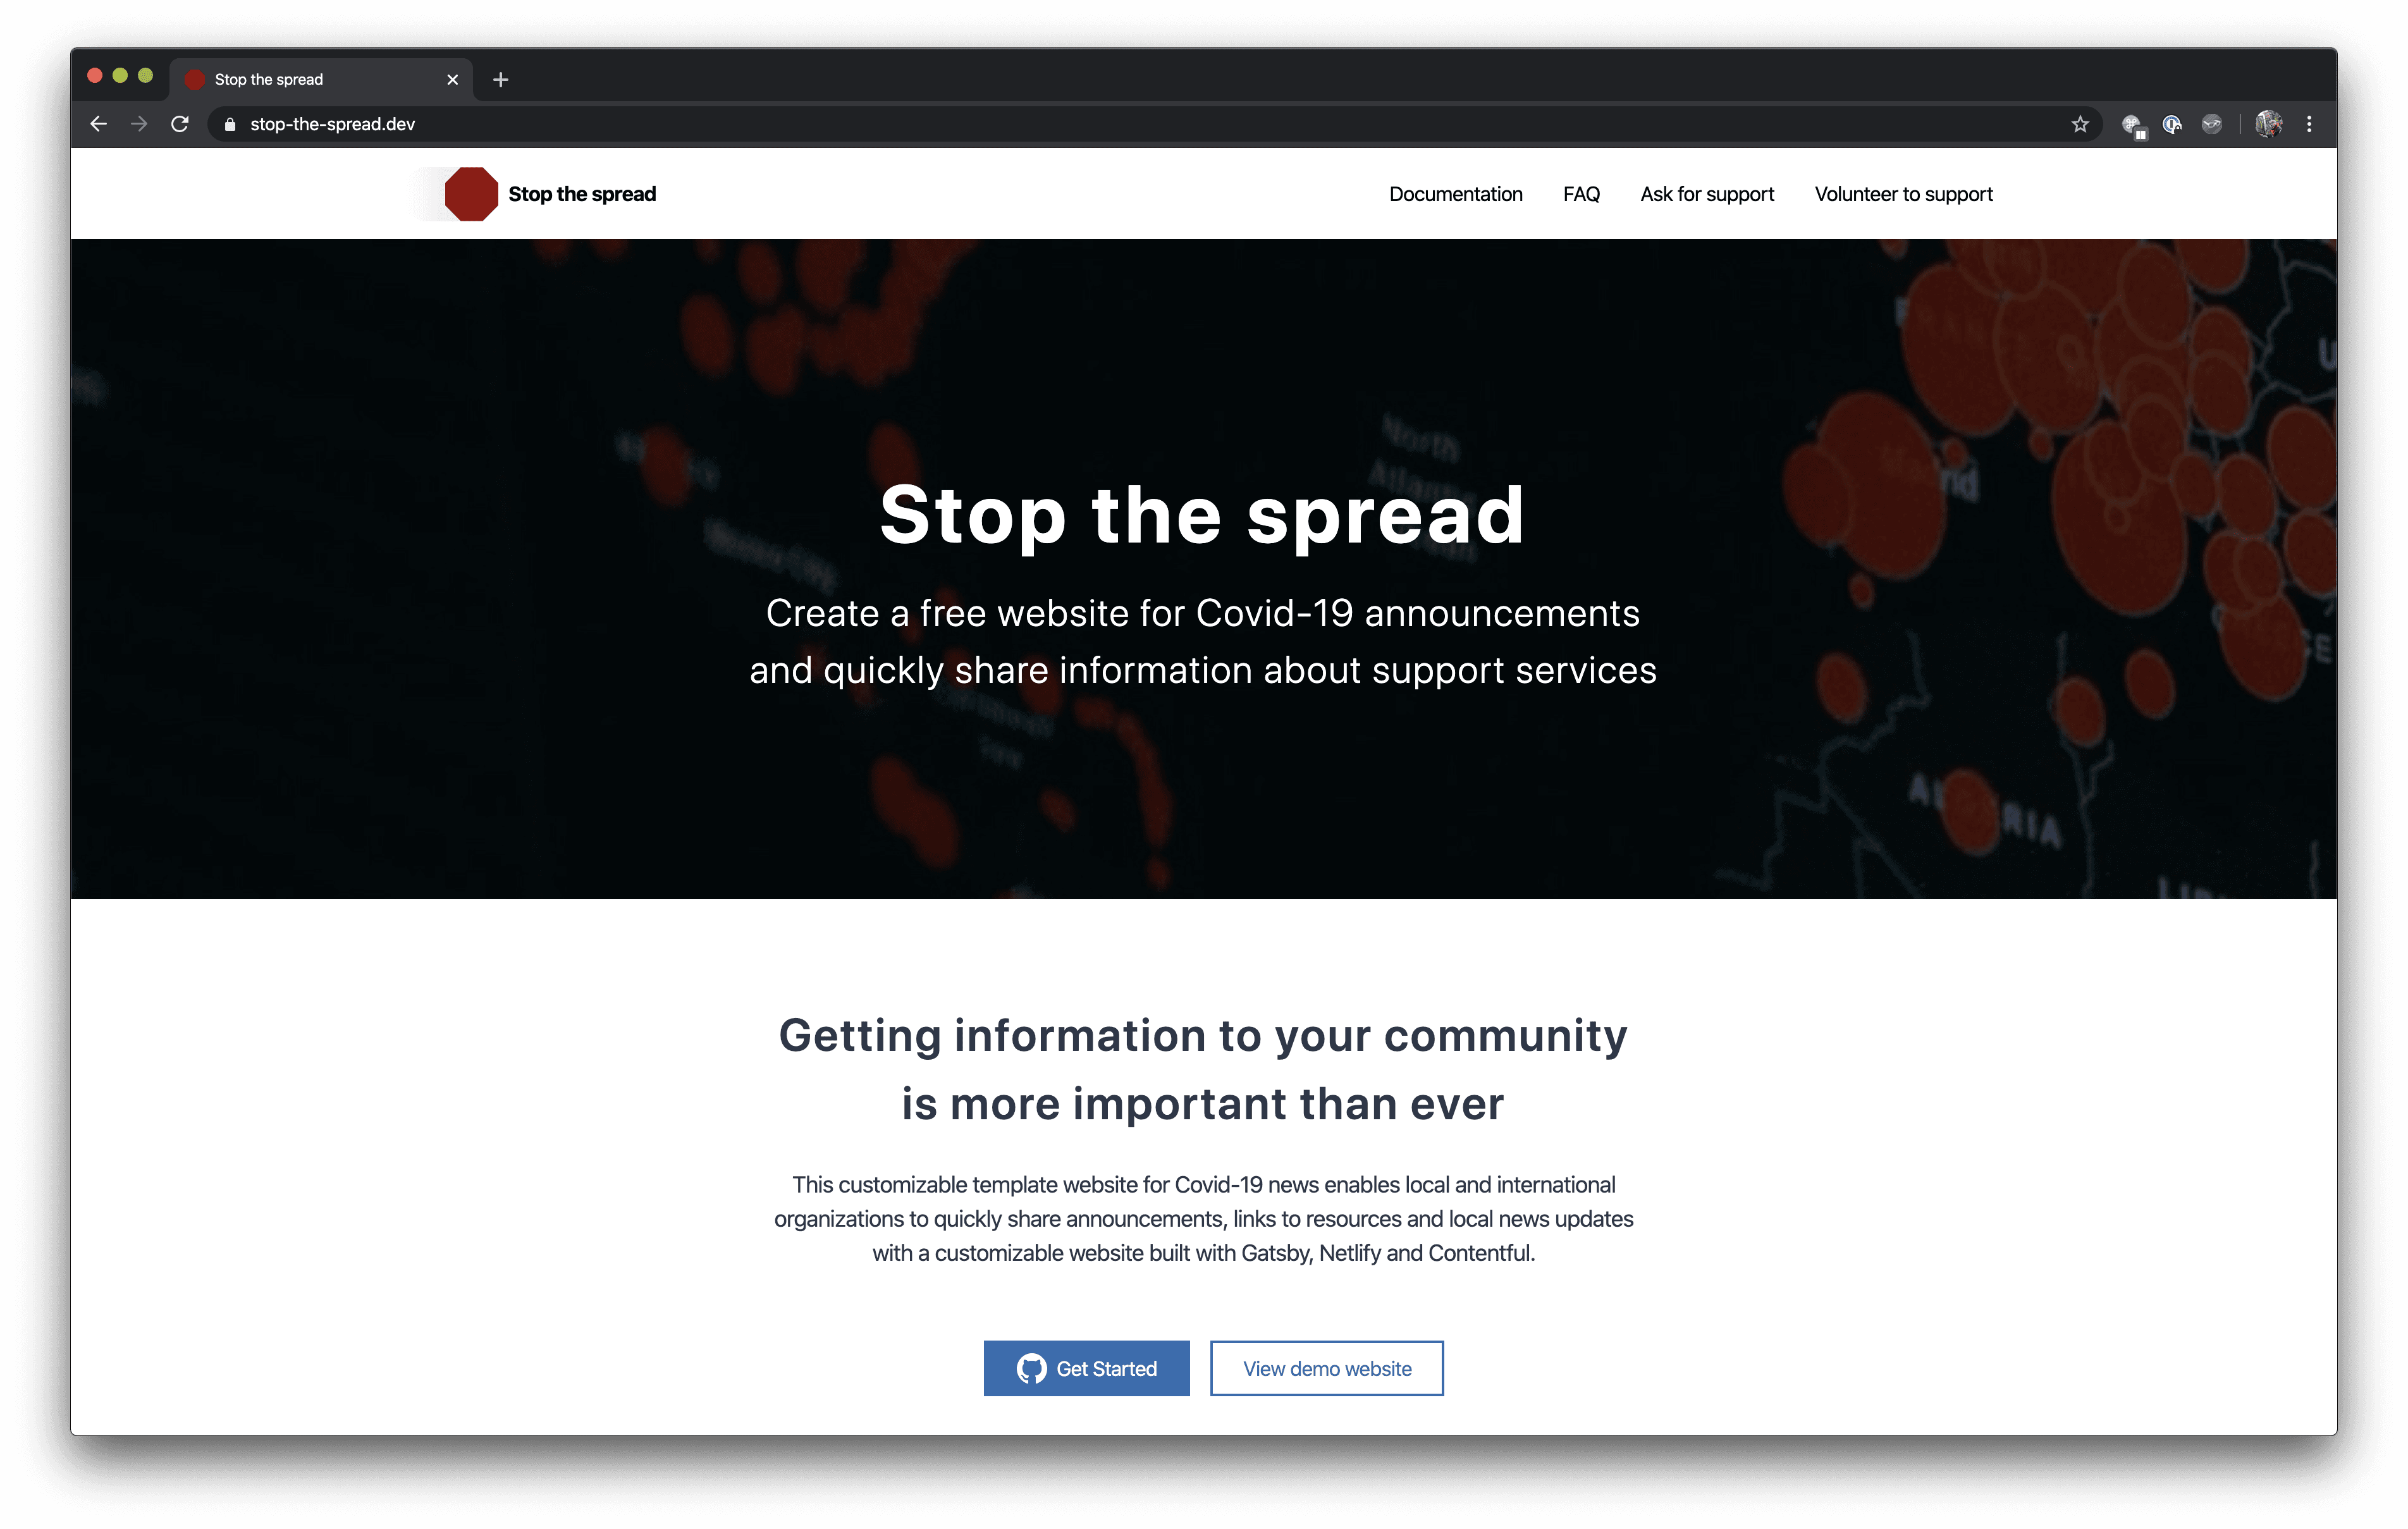 Stop the spread
stop-the-spread.dev
Stop the spread
Documentation
FAQ
Ask for support
Volunteer to support
North
Stop the spread
Create a free website for Covid-19 announcements
and quickly share information about support services
Getting information to your community
is more important than ever
This customizable template website for Covid-19 news enables local and international
organizations to quickly share announcements, links to resources and local news updates
with a customizable website built with Gatsby, Netlify and Contentful.
Get Started
View demo website